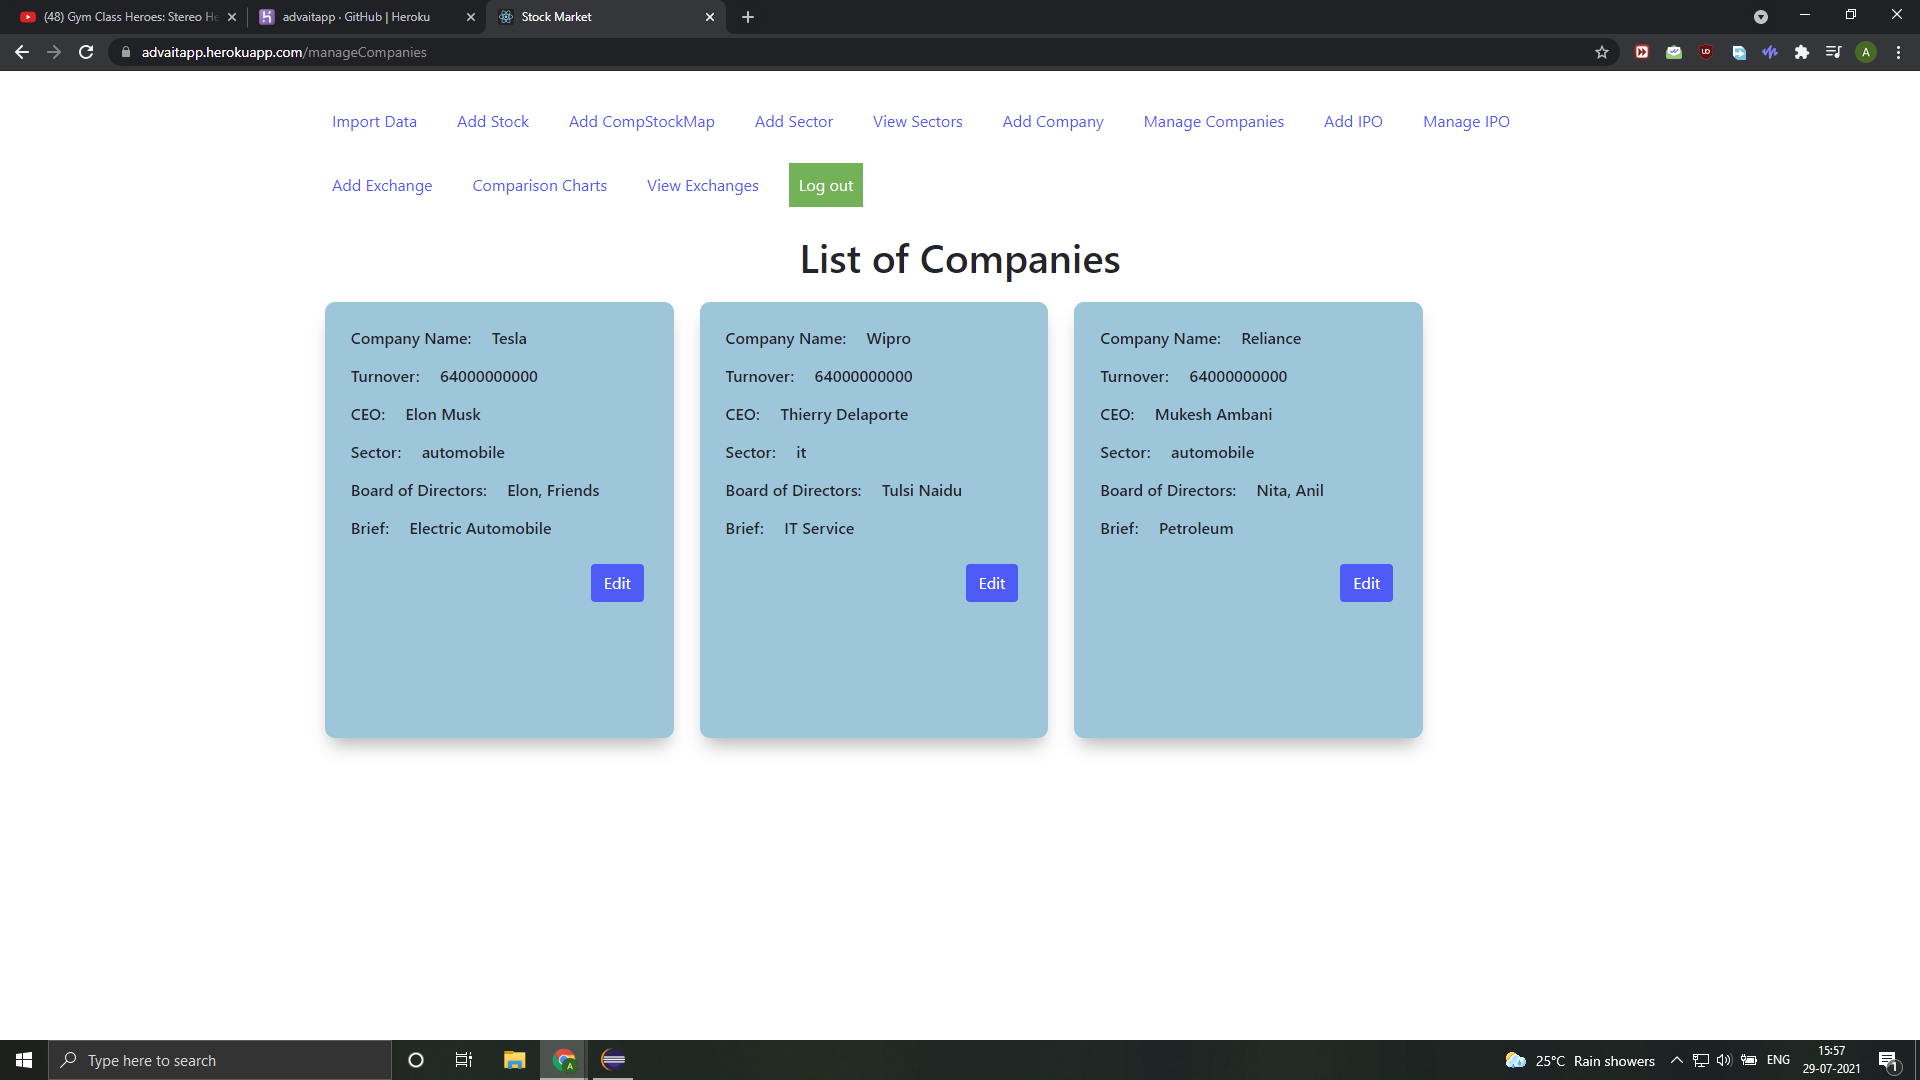 (48) Gym Class Heroes: Stereo He
advaitapp · GitHub | Heroku
Stock Market
advaitapp.herokuapp.com/manageCompanies
A
Import Data Add Stock Add CompStockMap Add Sector View Sectors Add Company Manage Companies Add IPO Manage IPO
Add Exchange Comparison Charts View Exchanges Log out
List of Companies
Company Name: Tesla
Turnover: 64000000000
CEO: Elon Musk
Sector: automobile
Board of Directors: Elon, Friends
Brief: Electric Automobile
Edit
Company Name: Wipro
Turnover: 64000000000
CEO: Thierry Delaporte
Sector: it
Board of Directors: Tulsi Naidu
Brief: IT Service
Edit
Company Name: Reliance
Turnover: 64000000000
CEO: Mukesh Ambani
Sector: automobile
Board of Directors: Nita, Anil
Brief: Petroleum
Edit
Type here to search
A
25°C Rain showers
ENG
15:57
29-07-2021
1